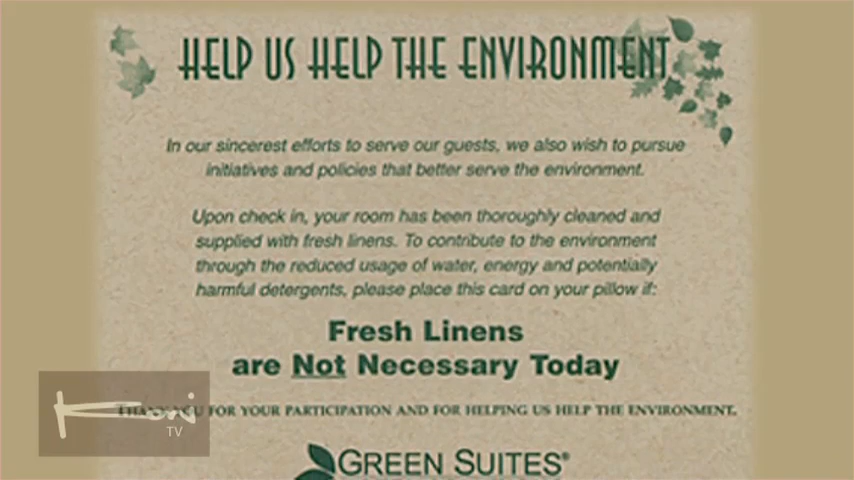 HELP US HELP THE ENVIRONMENT
In our sincerest efforts to serve our guests, we also wish to pursue
initiatives and policies that better serve the environment.
Upon check in, your room has been thoroughly cleaned and
supplied with fresh linens. To contribute to the environment
through the reduced usage of water, energy and potentially
harmful detergents, please place this card on your pillow if:
Fresh Linens
are Not Necessary Today
THANK YOU FOR YOUR PARTICIPATION AND FOR HELPING US HELP THE ENVIRONMENT.
TV
GREEN SUITES®